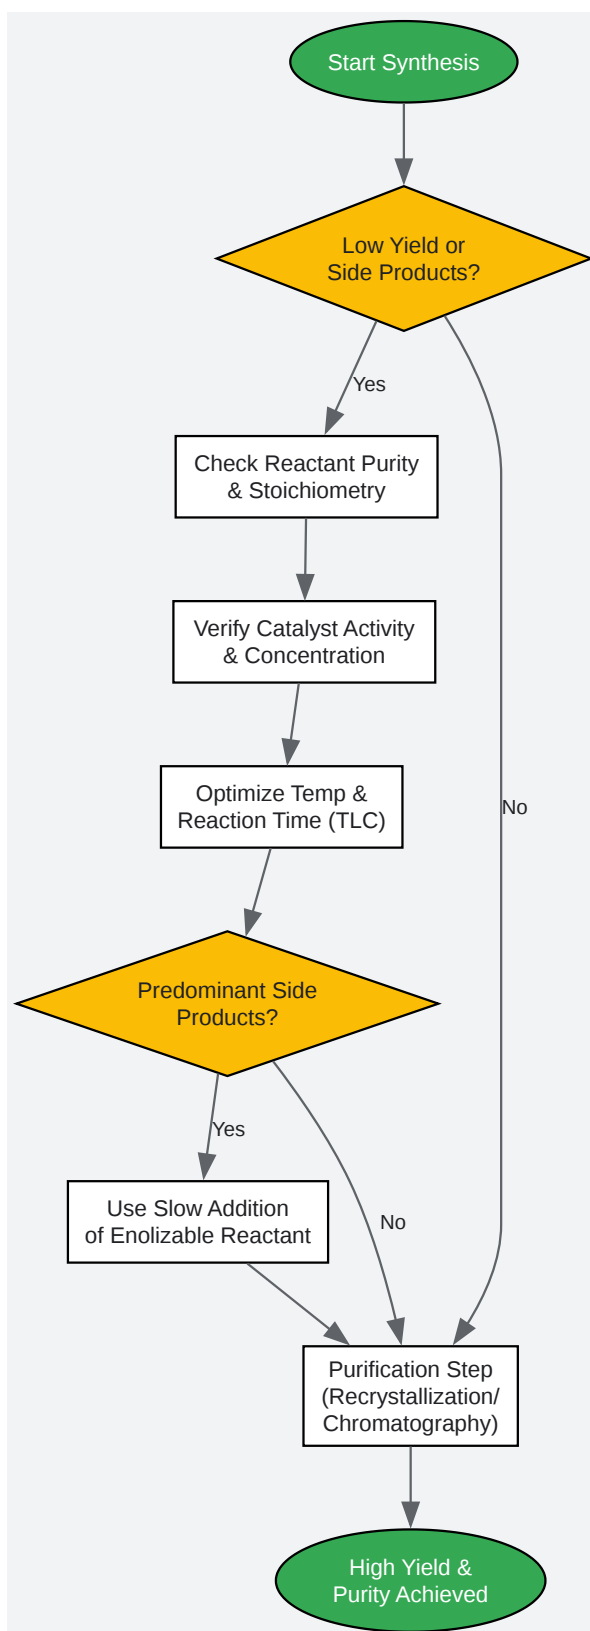 Start Synthesis
Low Yield or
Side Products?
Yes
Check Reactant Purity
& Stoichiometry
Verify Catalyst Activity
& Concentration
Optimize Temp &
Reaction Time (TLC)
No
Predominant Side
Products?
Yes
Use Slow Addition
of Enolizable Reactant
No
Purification Step
(Recrystallization/
Chromatography)
High Yield &
Purity Achieved